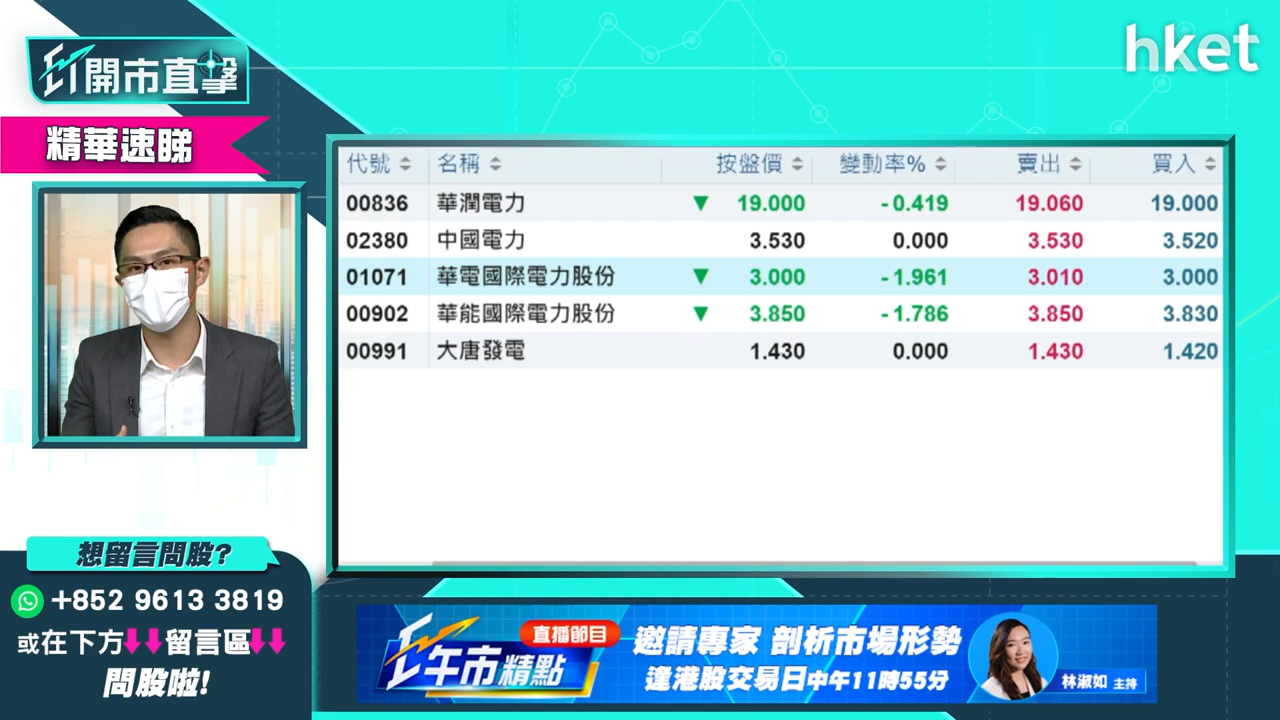 hket
ET開市直擊
精華速睇
代號 名稱 按盤價 變動率% 賣出 買入
00836 華潤電力 ▼ 19.000 -0.419 19.060 19.000
02380 中國電力 3.530 0.000 3.530 3.520
01071 華電國際電力股份 ▼ 3.000 -1.961 3.010 3.000
00902 華能國際電力股份 ▼ 3.850 -1.786 3.850 3.830
00991 大唐發電 1.430 0.000 1.430 1.420
想留言問股?
+852 9613 3819
或在下方⬇⬇留言區⬇⬇
問股啦!
ET午市精點
直播節目
邀請專家 剖析市場形勢
逢港股交易日中午11時55分
林淑如 主持